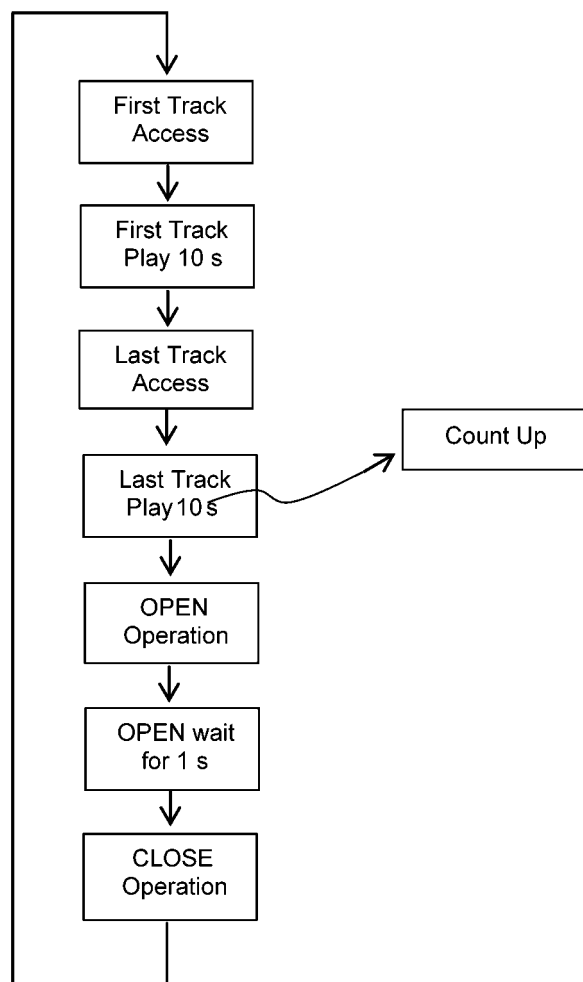 First Track
Access
First Track
Play 10 s
Last Track
Access
Last Track
Play 10 s
Count Up
OPEN
Operation
OPEN wait
for 1 s
CLOSE
Operation